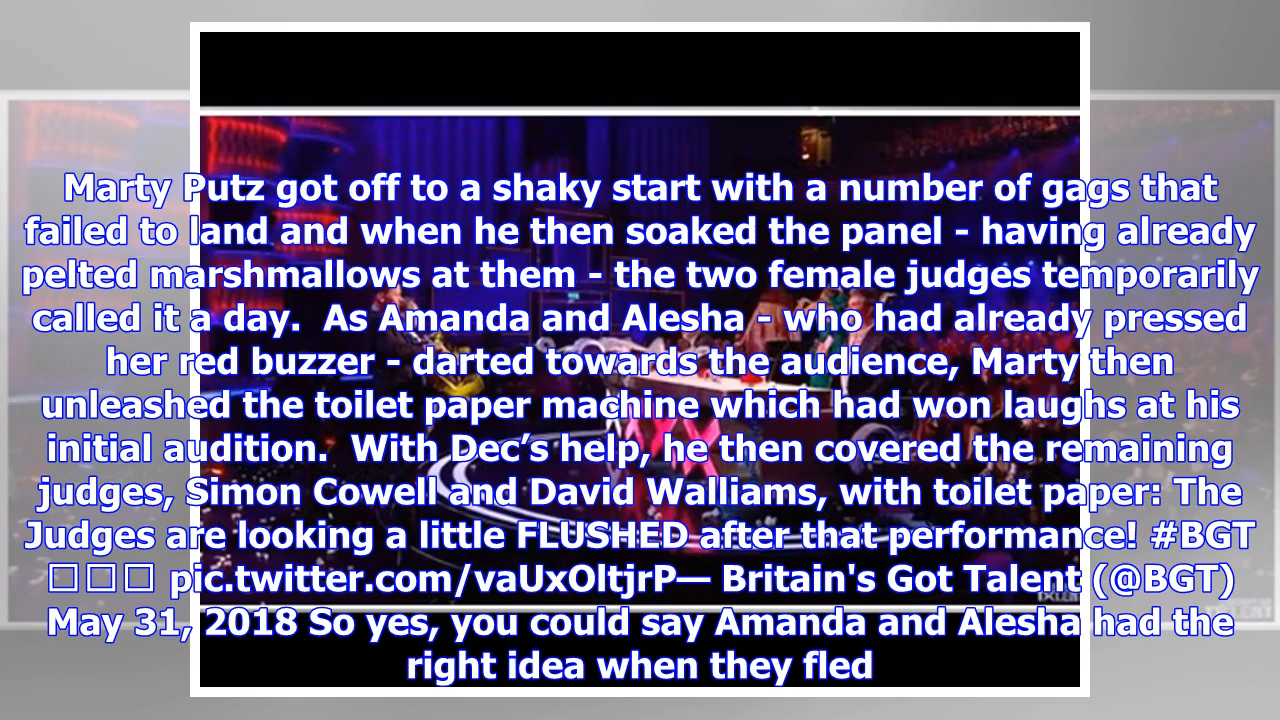 Marty Putz got off to a shaky start with a number of gags that
failed to land and when he then soaked the panel - having already
pelted marshmallows at them - the two female judges temporarily
called it a day.  As Amanda and Alesha - who had already pressed
her red buzzer - darted towards the audience, Marty then
unleashed the toilet paper machine which had won laughs at his
initial audition.  With Dec’s help, he then covered the remaining
judges, Simon Cowell and David Walliams, with toilet paper: The
Judges are looking a little FLUSHED after that performance! #BGT
□□□ pic.twitter.com/vaUxOltjrP— Britain's Got Talent (@BGT)
May 31, 2018 So yes, you could say Amanda and Alesha had the
right idea when they fled